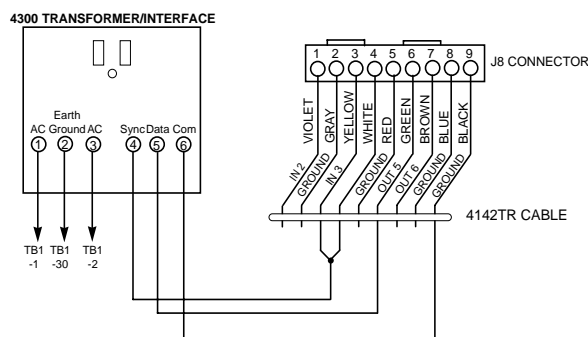 4300 TRANSFORMER/INTERFACE
Earth
AC Ground AC
Sync Data Com
1 2 3 4 5 6
TB1 TB1 TB1
-1 -30 -2
1 2 3 4 5 6 7 8 9
J8 CONNECTOR
VIOLET
GRAY
YELLOW
WHITE
RED
GREEN
BROWN
BLUE
BLACK
IN 2
GROUND
IN 3
GROUND
OUT 5
OUT 6
GROUND
GROUND
4142TR CABLE